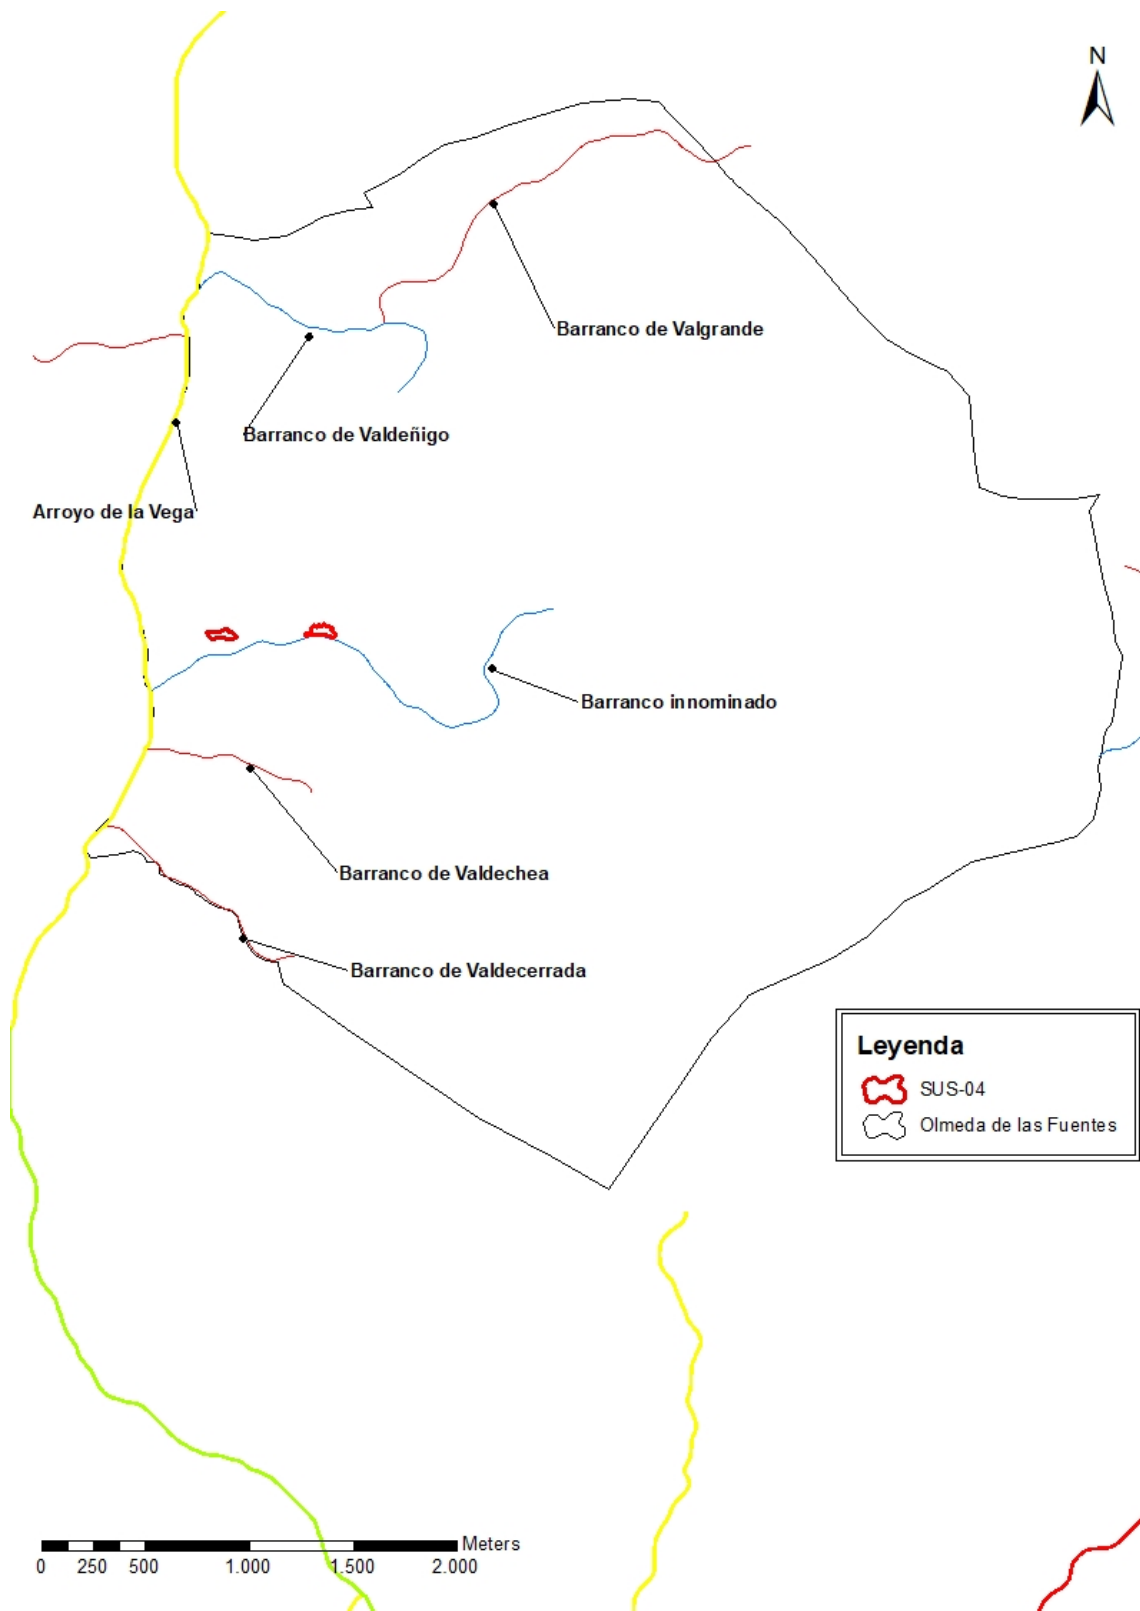 N
Barranco de Valgrande
Barranco de Valdeñigo
Arroyo de la Vega
Barranco innominado
Barranco de Valdechea
Barranco de Valdecerrada
Leyenda
SUS-04
Olmeda de las Fuentes
Meters
0 250 500 1.000 1.500 2.000